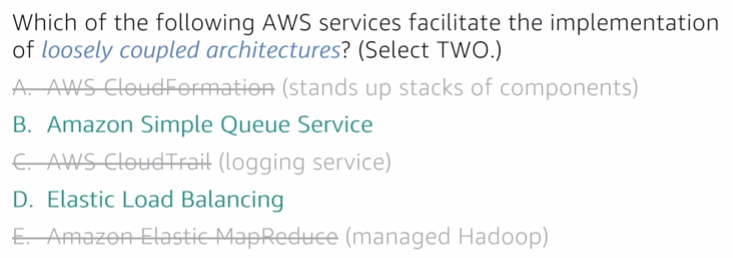 Which of the following AWS services facilitate the implementation
of loosely coupled architectures? (Select TWO.)
A. AWS CloudFormation (stands up stacks of components)
B. Amazon Simple Queue Service
C. AWS CloudTrail (logging service)
D. Elastic Load Balancing
E. Amazon Elastic MapReduce (managed Hadoop)